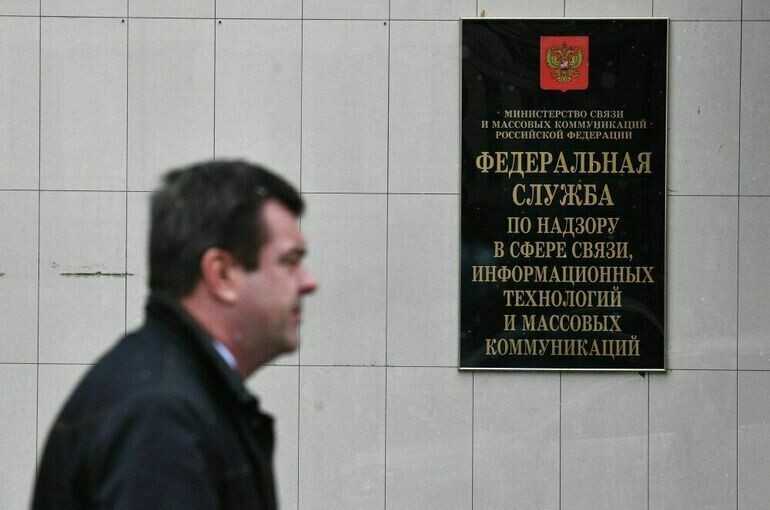 МИНИСТЕРСТВО СВЯЗИ
И МАССОВЫХ КОММУНИКАЦИЙ
РОССИЙСКОЙ ФЕДЕРАЦИИ
ФЕДЕРАЛЬНАЯ
СЛУЖБА
ПО НАДЗОРУ
В СФЕРЕ СВЯЗИ,
ИНФОРМАЦИОННЫХ
ТЕХНОЛОГИЙ
И МАССОВЫХ
КОММУНИКАЦИЙ